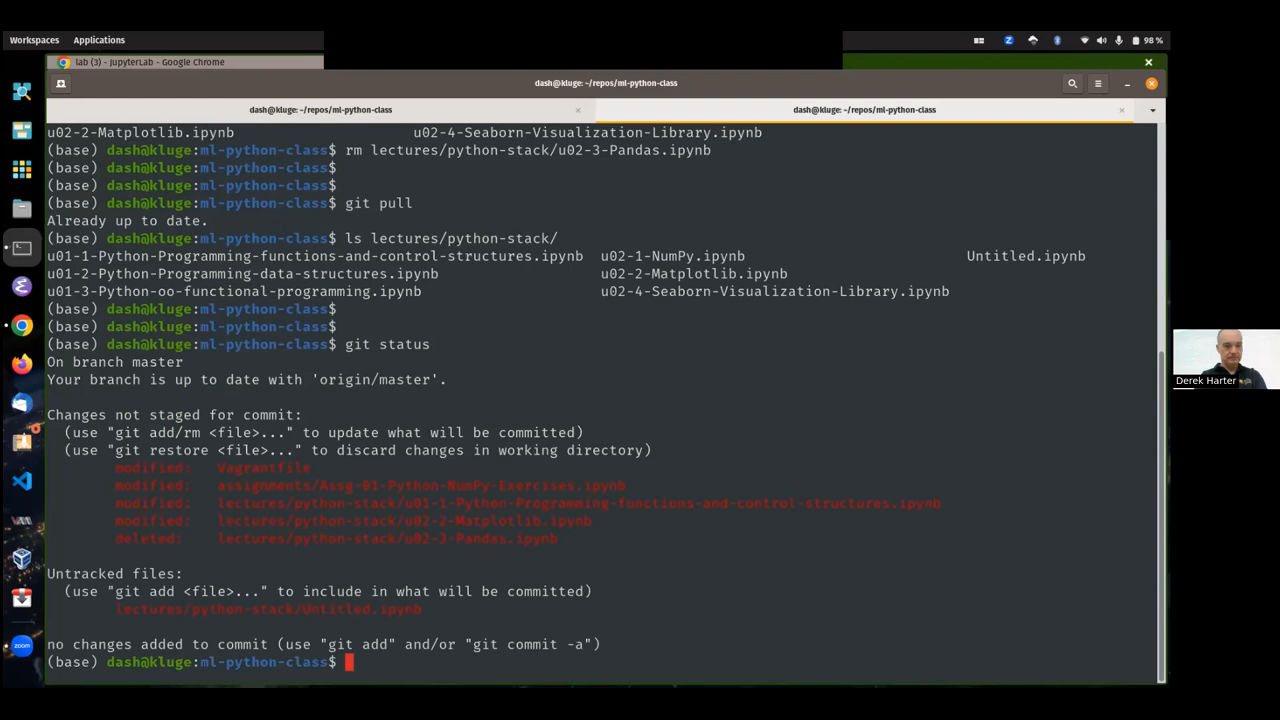 Workspaces Applications
98 %
lab (3) - JupyterLab - Google Chrome
dash@kluge: ~/repos/ml-python-class
dash@kluge: ~/repos/ml-python-class
dash@kluge: ~/repos/ml-python-class
u02-2-Matplotlib.ipynb u02-4-Seaborn-Visualization-Library.ipynb
(base) dash@kluge:ml-python-class$ rm lectures/python-stack/u02-3-Pandas.ipynb
(base) dash@kluge:ml-python-class$
(base) dash@kluge:ml-python-class$
(base) dash@kluge:ml-python-class$ git pull
Already up to date.
(base) dash@kluge:ml-python-class$ ls lectures/python-stack/
u01-1-Python-Programming-functions-and-control-structures.ipynb u02-1-NumPy.ipynb Untitled.ipynb
u01-2-Python-Programming-data-structures.ipynb u02-2-Matplotlib.ipynb
u01-3-Python-oo-functional-programming.ipynb u02-4-Seaborn-Visualization-Library.ipynb
(base) dash@kluge:ml-python-class$
(base) dash@kluge:ml-python-class$
(base) dash@kluge:ml-python-class$ git status
On branch master
Your branch is up to date with 'origin/master'.
Changes not staged for commit:
(use "git add/rm <file>..." to update what will be committed)
(use "git restore <file>..." to discard changes in working directory)
modified: Vagrantfile
modified: assignments/Assg-01-Python-NumPy-Exercises.ipynb
modified: lectures/python-stack/u01-1-Python-Programming-functions-and-control-structures.ipynb
modified: lectures/python-stack/u02-2-Matplotlib.ipynb
deleted: lectures/python-stack/u02-3-Pandas.ipynb
Untracked files:
(use "git add <file>..." to include in what will be committed)
lectures/python-stack/Untitled.ipynb
no changes added to commit (use "git add" and/or "git commit -a")
(base) dash@kluge:ml-python-class$
Derek Harter
zoom